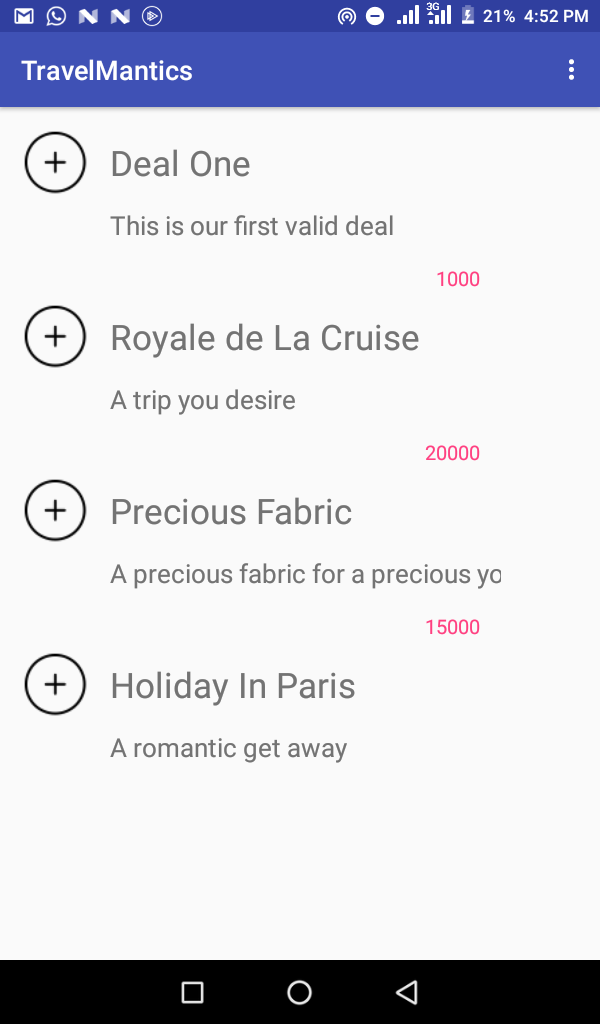 3G 21% 4:52 PM
TravelMantics
Deal One
This is our first valid deal
1000
Royale de La Cruise
A trip you desire
20000
Precious Fabric
A precious fabric for a precious yo
15000
Holiday In Paris
A romantic get away